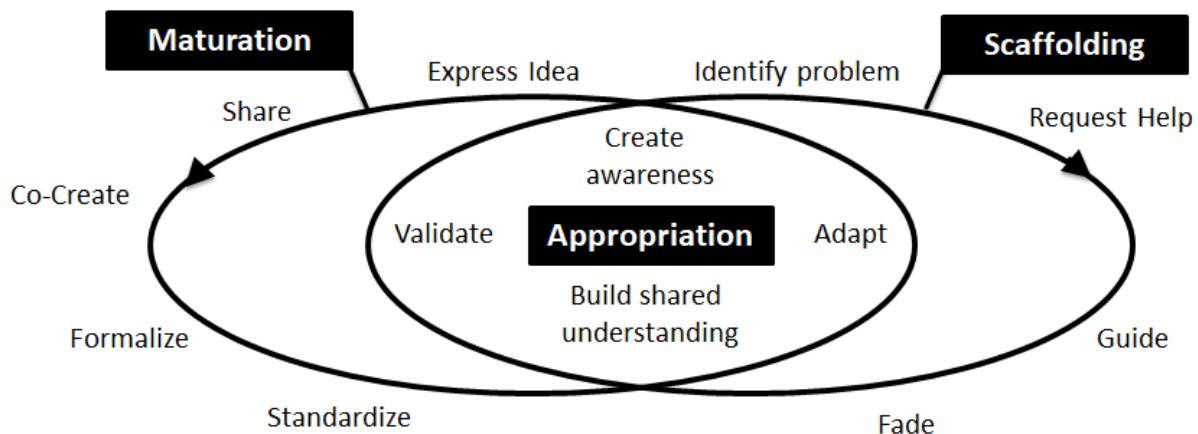 Maturation
Scaffolding
Express Idea
Identify problem
Share
Request Help
Create
awareness
Co-Create
Validate
Appropriation
Adapt
Build shared
understanding
Formalize
Guide
Standardize
Fade